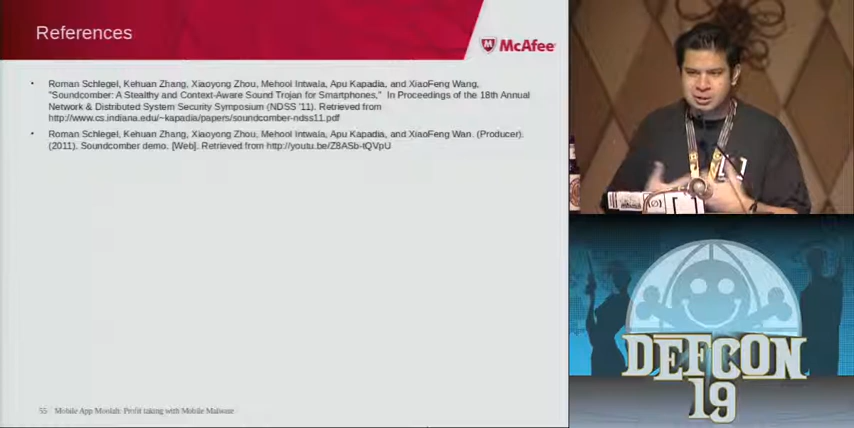 References
McAfee
• Roman Schlegel, Kehuan Zhang, Xiaoyong Zhou, Mehool Intwala, Apu Kapadia, and XiaoFeng Wang,
"Soundcomber: A Stealthy and Context-Aware Sound Trojan for Smartphones," In Proceedings of the 18th Annual
Network & Distributed System Security Symposium (NDSS '11). Retrieved from
http://www.cs.indiana.edu/~kapadia/papers/soundcomber-ndss11.pdf
• Roman Schlegel, Kehuan Zhang, Xiaoyong Zhou, Mehool Intwala, Apu Kapadia, and XiaoFeng Wan. (Producer).
(2011). Soundcomber demo. [Web]. Retrieved from http://youtu.be/Z8ASb-tQVpU
55 Mobile App Moolah: Profit taking with Mobile Malware
DEFCON
19